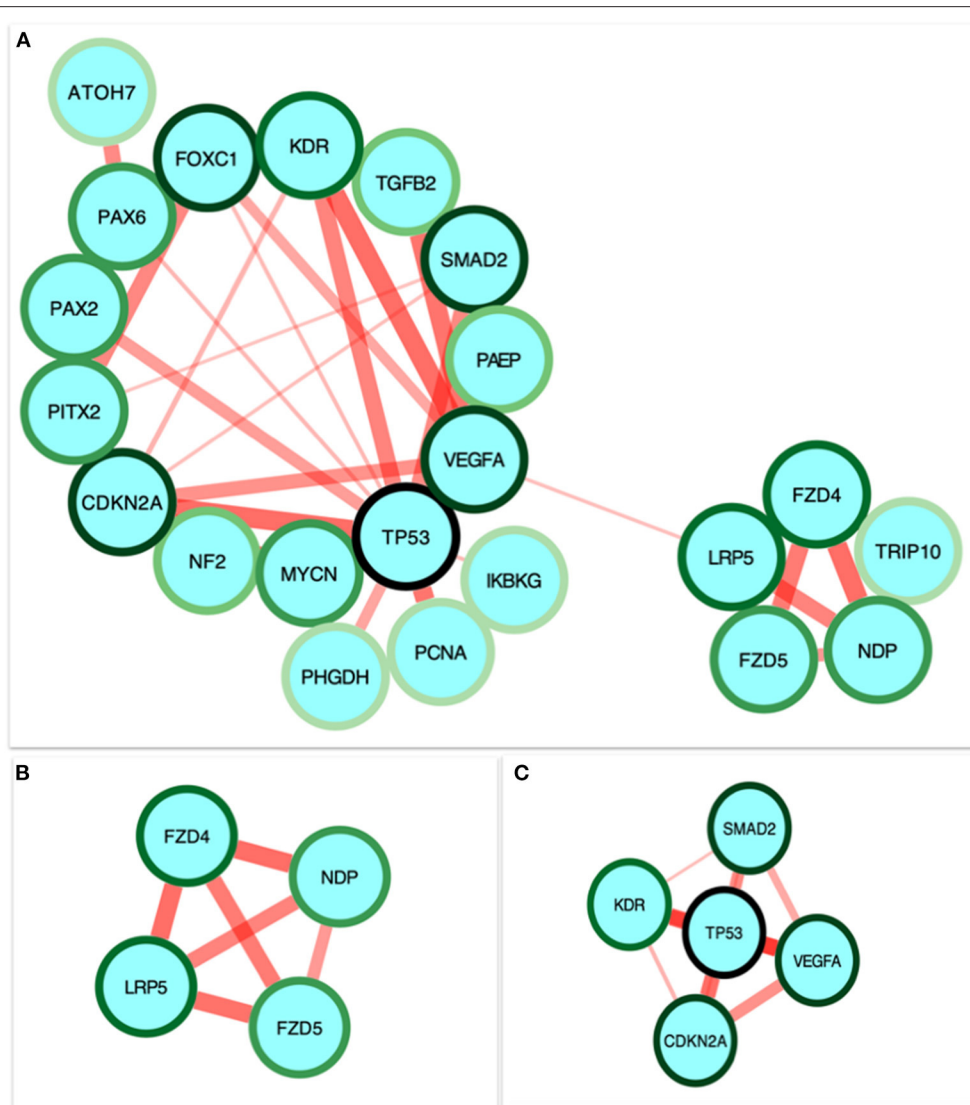 A
ATOH7
FOXC1
KDR
TGFB2
PAX6
SMAD2
PAX2
PAEP
PITX2
VEGFA
CDKN2A
TP53
NF2
MYCN
IKBKG
PHGDH
PCNA
FZD4
LRP5
TRIP10
FZD5
NDP
B
FZD4
NDP
LRP5
FZD5
C
SMAD2
KDR
TP53
VEGFA
CDKN2A